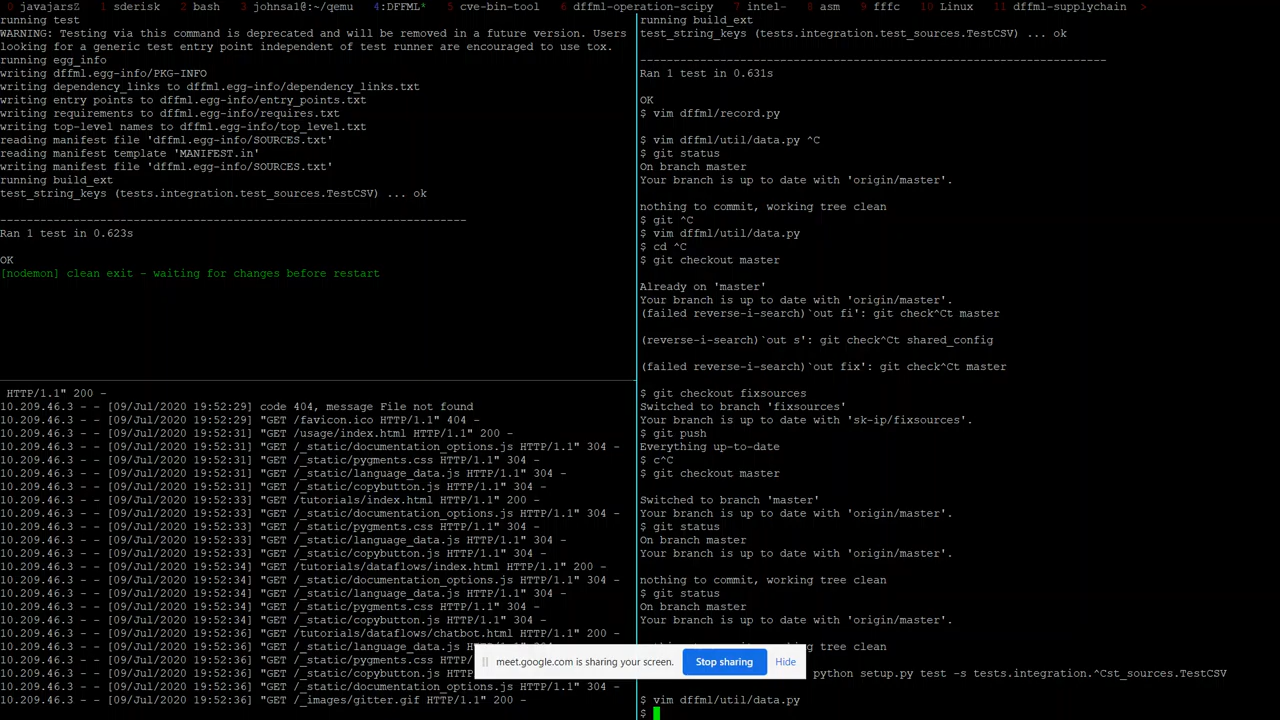 0 javajarsZ 1 sderisk 2 bash 3 johnsa1@:~/qemu 4:DFFML* 5 cve-bin-tool 6 dffml-operation-scipy 7 intel- 8 asm 9 fffc 10 Linux 11 dffml-supplychain >
running test
WARNING: Testing via this command is deprecated and will be removed in a future version. Users
looking for a generic test entry point independent of test runner are encouraged to use tox.
running egg_info
writing dffml.egg-info/PKG-INFO
writing dependency_links to dffml.egg-info/dependency_links.txt
writing entry points to dffml.egg-info/entry_points.txt
writing requirements to dffml.egg-info/requires.txt
writing top-level names to dffml.egg-info/top_level.txt
reading manifest file 'dffml.egg-info/SOURCES.txt'
reading manifest template 'MANIFEST.in'
writing manifest file 'dffml.egg-info/SOURCES.txt'
running build_ext
test_string_keys (tests.integration.test_sources.TestCSV) ... ok
----------------------------------------------------------------------
Ran 1 test in 0.623s
OK
[nodemon] clean exit - waiting for changes before restart
HTTP/1.1" 200 -
10.209.46.3 - - [09/Jul/2020 19:52:29] code 404, message File not found
10.209.46.3 - - [09/Jul/2020 19:52:29] "GET /favicon.ico HTTP/1.1" 404 -
10.209.46.3 - - [09/Jul/2020 19:52:31] "GET /usage/index.html HTTP/1.1" 200 -
10.209.46.3 - - [09/Jul/2020 19:52:31] "GET /_static/documentation_options.js HTTP/1.1" 304 -
10.209.46.3 - - [09/Jul/2020 19:52:31] "GET /_static/pygments.css HTTP/1.1" 304 -
10.209.46.3 - - [09/Jul/2020 19:52:31] "GET /_static/language_data.js HTTP/1.1" 304 -
10.209.46.3 - - [09/Jul/2020 19:52:31] "GET /_static/copybutton.js HTTP/1.1" 304 -
10.209.46.3 - - [09/Jul/2020 19:52:33] "GET /tutorials/index.html HTTP/1.1" 200 -
10.209.46.3 - - [09/Jul/2020 19:52:33] "GET /_static/documentation_options.js HTTP/1.1" 304 -
10.209.46.3 - - [09/Jul/2020 19:52:33] "GET /_static/pygments.css HTTP/1.1" 304 -
10.209.46.3 - - [09/Jul/2020 19:52:33] "GET /_static/language_data.js HTTP/1.1" 304 -
10.209.46.3 - - [09/Jul/2020 19:52:33] "GET /_static/copybutton.js HTTP/1.1" 304 -
10.209.46.3 - - [09/Jul/2020 19:52:34] "GET /tutorials/dataflows/index.html HTTP/1.1" 200 -
10.209.46.3 - - [09/Jul/2020 19:52:34] "GET /_static/documentation_options.js HTTP/1.1" 304 -
10.209.46.3 - - [09/Jul/2020 19:52:34] "GET /_static/language_data.js HTTP/1.1" 304 -
10.209.46.3 - - [09/Jul/2020 19:52:34] "GET /_static/pygments.css HTTP/1.1" 304 -
10.209.46.3 - - [09/Jul/2020 19:52:34] "GET /_static/copybutton.js HTTP/1.1" 304 -
10.209.46.3 - - [09/Jul/2020 19:52:36] "GET /tutorials/dataflows/chatbot.html HTTP/1.1" 200 -
10.209.46.3 - - [09/Jul/2020 19:52:36] "GET /_static/language_data.js
10.209.46.3 - - [09/Jul/2020 19:52:36] "GET /_static/pygments.css
10.209.46.3 - - [09/Jul/2020 19:52:36] "GET /_static/copybutton.js HTTP/1.1" 304 -
10.209.46.3 - - [09/Jul/2020 19:52:36] "GET /_static/documentation_options.js HTTP/1.1" 304 -
10.209.46.3 - - [09/Jul/2020 19:52:36] "GET /_images/gitter.gif HTTP/1.1" 200 -
running build_ext
test_string_keys (tests.integration.test_sources.TestCSV) ... ok
----------------------------------------------------------------------
Ran 1 test in 0.631s
OK
$ vim dffml/record.py
$ vim dffml/util/data.py ^C
$ git status
On branch master
Your branch is up to date with 'origin/master'.
nothing to commit, working tree clean
$ git ^C
$ vim dffml/util/data.py
$ cd ^C
$ git checkout master
Already on 'master'
Your branch is up to date with 'origin/master'.
(failed reverse-i-search)`out fi': git check^Ct master
(reverse-i-search)`out s': git check^Ct shared_config
(failed reverse-i-search)`out fix': git check^Ct master
$ git checkout fixsources
Switched to branch 'fixsources'
Your branch is up to date with 'sk-ip/fixsources'.
$ git push
Everything up-to-date
$ c^C
$ git checkout master
Switched to branch 'master'
Your branch is up to date with 'origin/master'.
$ git status
On branch master
Your branch is up to date with 'origin/master'.
nothing to commit, working tree clean
$ git status
On branch master
Your branch is up to date with 'origin/master'.
tree clean
python setup.py test -s tests.integration.^Cst_sources.TestCSV
$ vim dffml/util/data.py
$
meet.google.com is sharing your screen. Stop sharing Hide